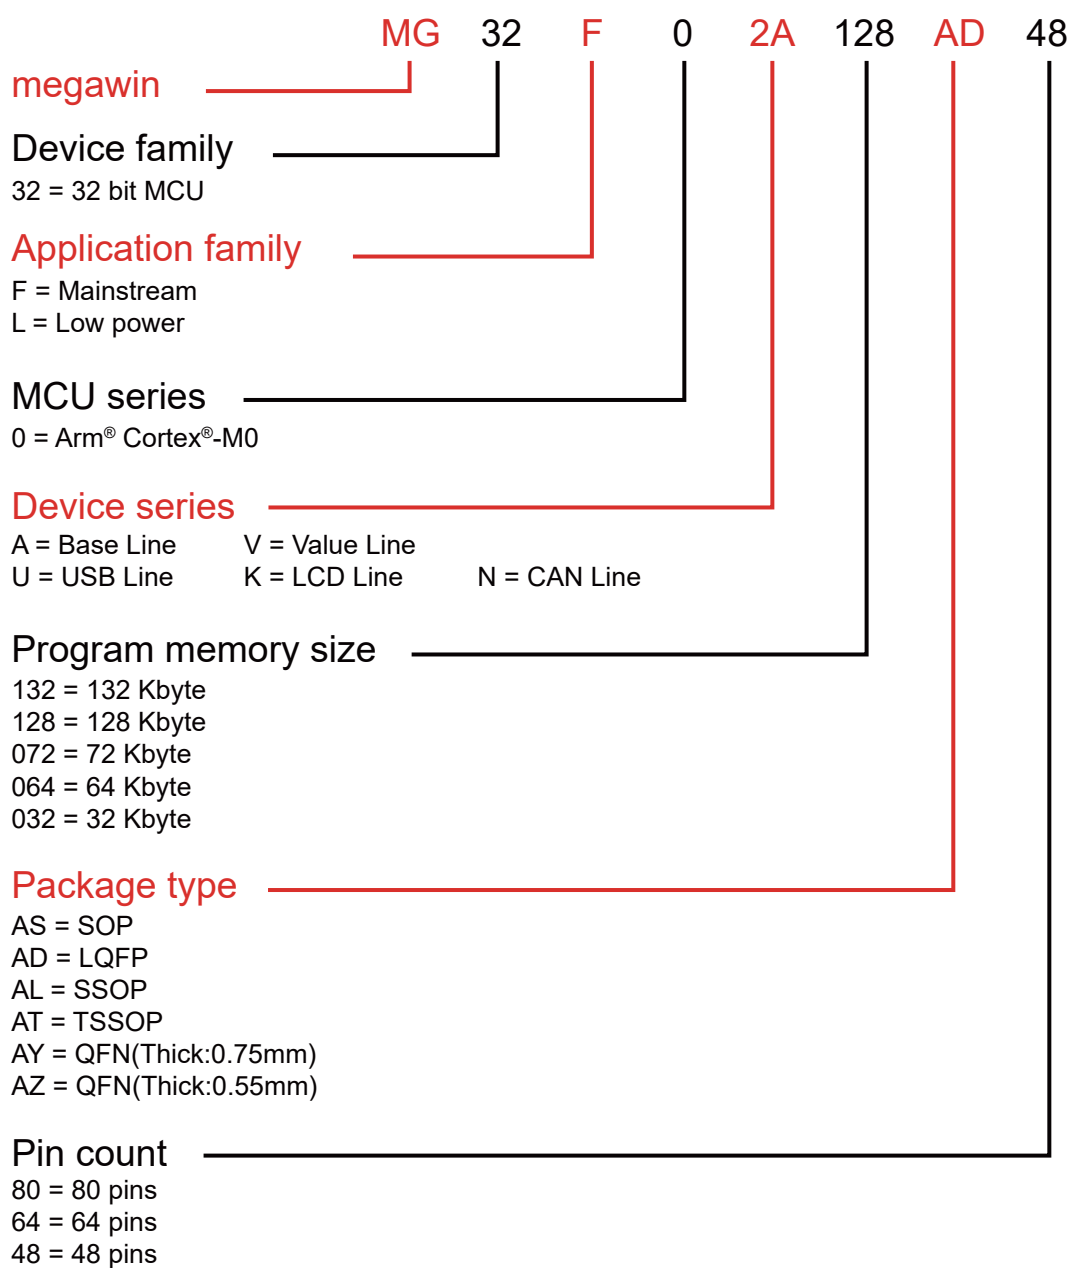 MG 32 F 0 2A 128 AD 48
megawin
Device family
32 = 32 bit MCU
Application family
F = Mainstream
L = Low power
MCU series
0 = Arm® Cortex®-M0
Device series
A = Base Line V = Value Line
U = USB Line K = LCD Line N = CAN Line
Program memory size
132 = 132 Kbyte
128 = 128 Kbyte
072 = 72 Kbyte
064 = 64 Kbyte
032 = 32 Kbyte
Package type
AS = SOP
AD = LQFP
AL = SSOP
AT = TSSOP
AY = QFN(Thick:0.75mm)
AZ = QFN(Thick:0.55mm)
Pin count
80 = 80 pins
64 = 64 pins
48 = 48 pins